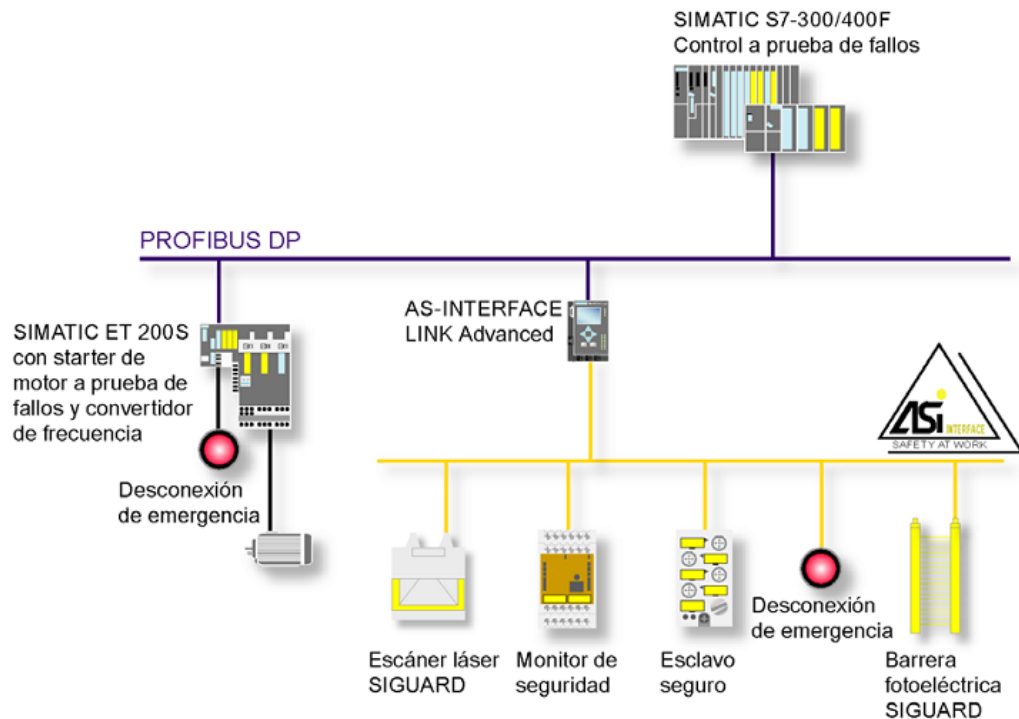 SIMATIC S7-300/400F
Control a prueba de fallos
PROFIBUS DP
SIMATIC ET 200S
con starter de
motor a prueba de
fallos y convertidor
de frecuencia
AS-INTERFACE
LINK Advanced
ASi INTERFACE
SAFETY AT WORK
Desconexión
de emergencia
Escáner láser
SIGUARD
Monitor de
seguridad
Esclavo
seguro
Desconexión
de emergencia
Barrera
fotoeléctrica
SIGUARD